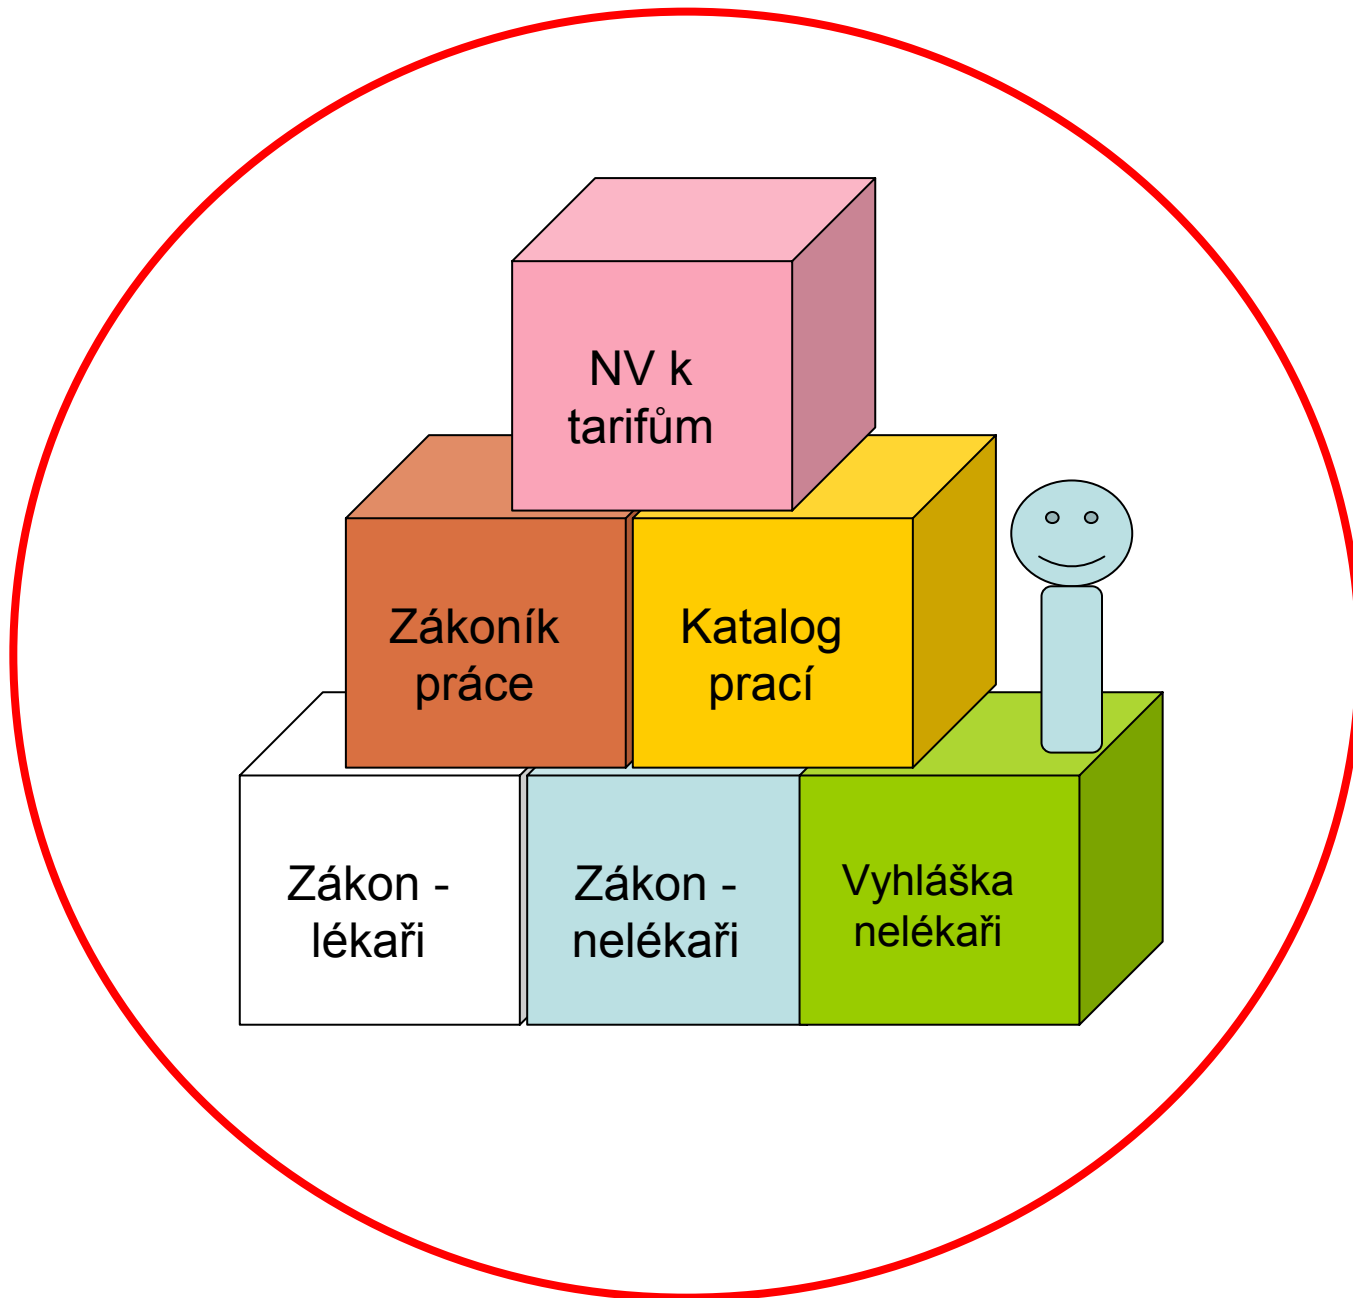 NV k
tarifům
Zákoník
práce
Katalog
prací
Zákon -
lékaři
Zákon -
nelékaři
Vyhláška
nelékaři